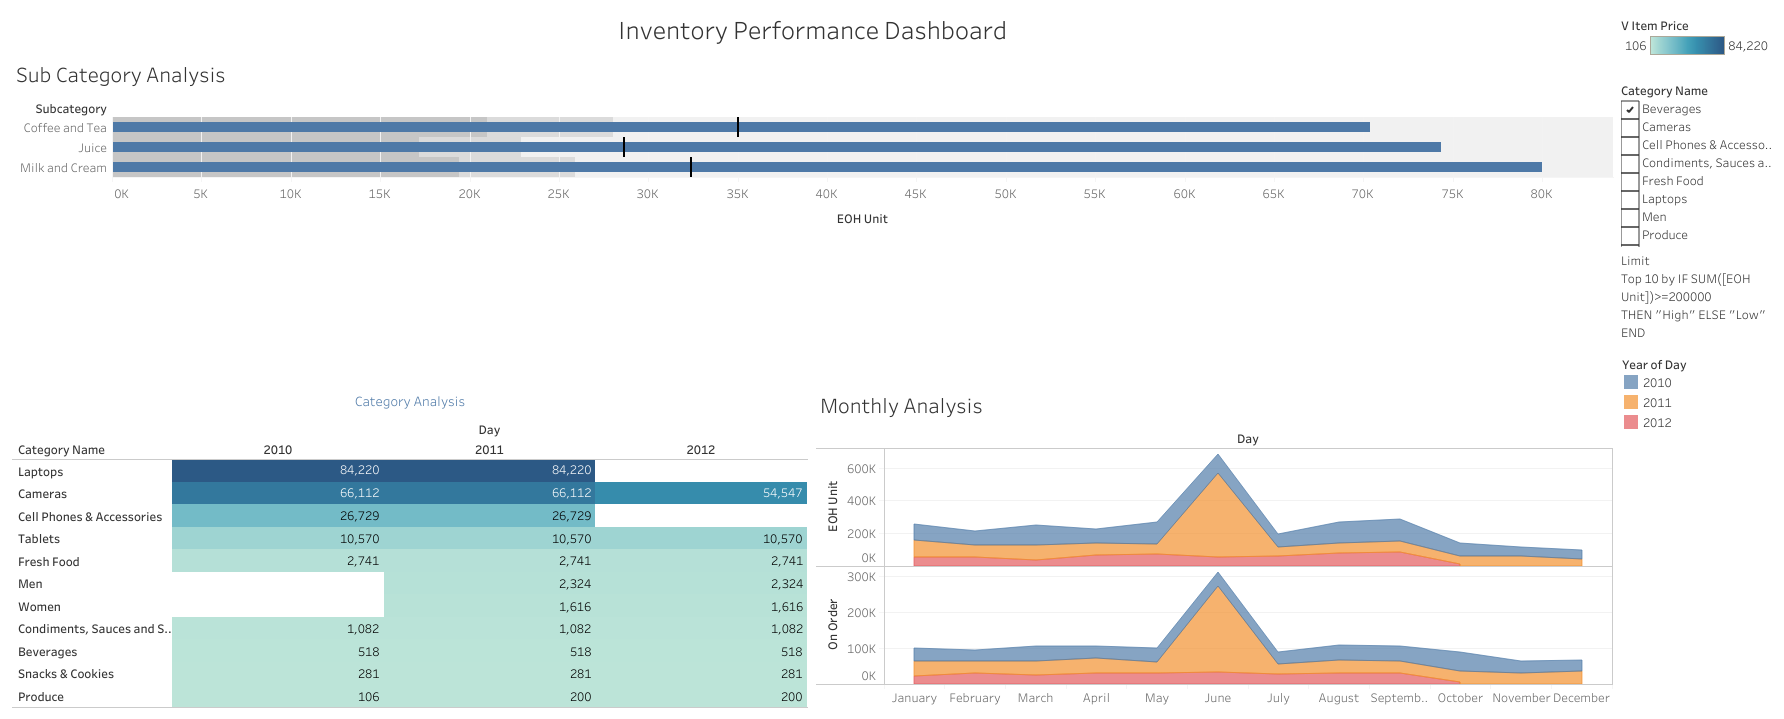 Inventory Performance Dashboard
Sub Category Analysis
Subcategory
Coffee and Tea
Juice
Milk and Cream
0K 5K 10K 15K 20K 25K 30K 35K 40K 45K 50K 55K 60K 65K 70K 75K 80K
EOH Unit
V Item Price
106 84,220
Category Name
Beverages
Cameras
Cell Phones & Accesso..
Condiments, Sauces a..
Fresh Food
Laptops
Men
Produce
Limit
Top 10 by IF SUM([EOH
Unit])>=200000
THEN "High" ELSE "Low"
END
Year of Day
2010
2011
2012
Category Analysis
Day
Category Name 2010 2011 2012
Laptops 84,220 84,220
Cameras 66,112 66,112 54,547
Cell Phones & Accessories 26,729 26,729
Tablets 10,570 10,570 10,570
Fresh Food 2,741 2,741 2,741
Men 2,324 2,324
Women 1,616 1,616
Condiments, Sauces and S.. 1,082 1,082 1,082
Beverages 518 518 518
Snacks & Cookies 281 281 281
Produce 106 200 200
Monthly Analysis
Day
EOH Unit
600K
400K
200K
0K
On Order
300K
200K
100K
0K
January February March April May June July August Septemb.. October November December